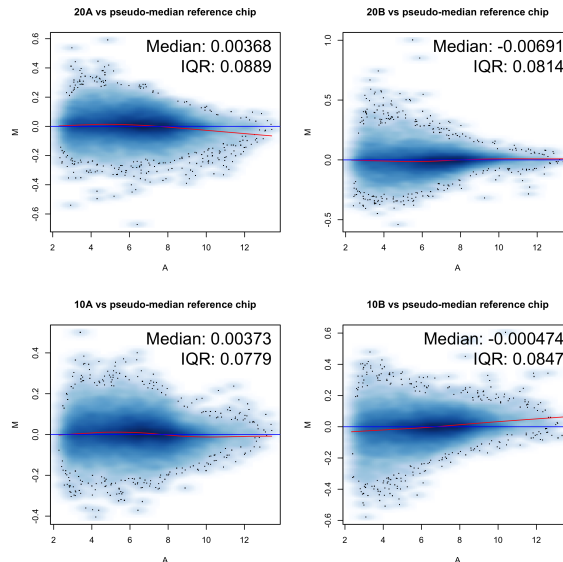 20A vs pseudo-median reference chip
Median: 0.00368
IQR: 0.0889
0.6
0.4
0.2
0.0
-0.2
-0.4
-0.6
M
2 4 6 8 10 12
A
20B vs pseudo-median reference chip
Median: -0.00691
IQR: 0.0814
1.0
0.5
0.0
-0.5
M
2 4 6 8 10 12
A
10A vs pseudo-median reference chip
Median: 0.00373
IQR: 0.0779
0.4
0.2
0.0
-0.2
-0.4
M
2 4 6 8 10 12
A
10B vs pseudo-median reference chip
Median: -0.000474
IQR: 0.0847
0.6
0.4
0.2
0.0
-0.2
-0.4
-0.6
M
2 4 6 8 10 12
A